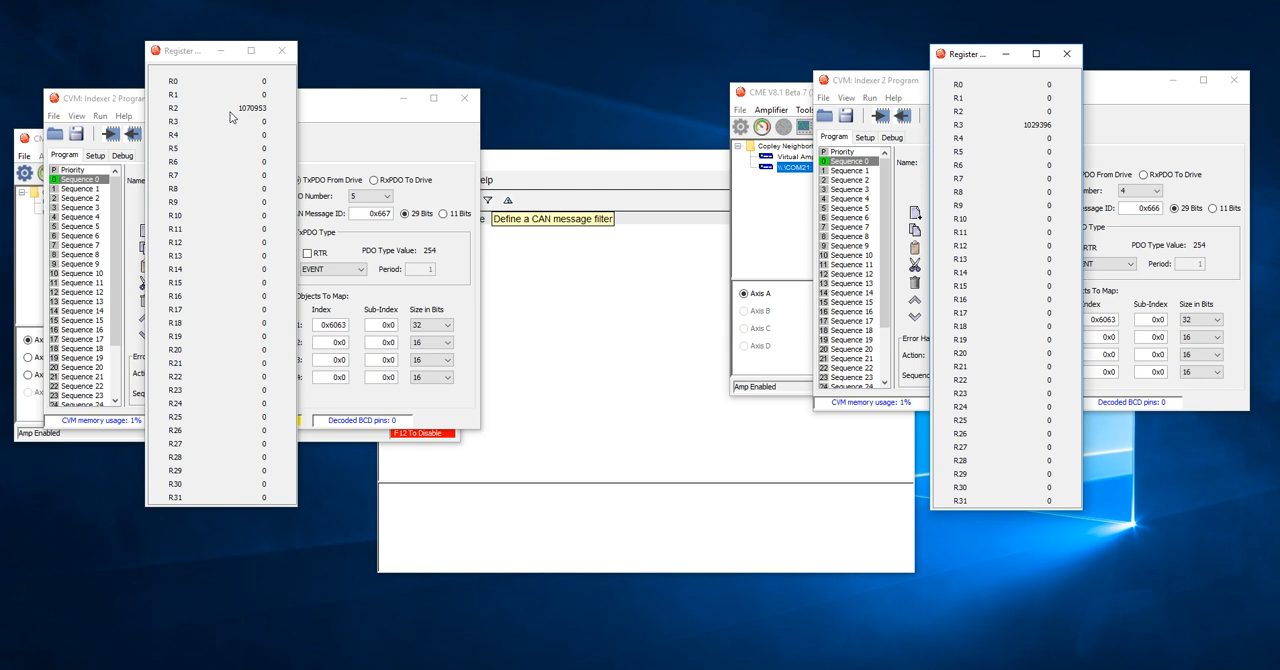 Register ...
R0 0
R1 0
R2 1070953
R3 0
R4 0
R5 0
R6 0
R7 0
R8 0
R9 0
R10 0
R11 0
R12 0
R13 0
R14 0
R15 0
R16 0
R17 0
R18 0
R19 0
R20 0
R21 0
R22 0
R23 0
R24 0
R25 0
R26 0
R27 0
R28 0
R29 0
R30 0
R31 0
CVM: Indexer 2 Program
File View Run Help
Program Setup Debug
P Priority
0 Sequence 0
1 Sequence 1
2 Sequence 2
3 Sequence 3
4 Sequence 4
5 Sequence 5
6 Sequence 6
7 Sequence 7
8 Sequence 8
9 Sequence 9
10 Sequence 10
11 Sequence 11
12 Sequence 12
13 Sequence 13
14 Sequence 14
15 Sequence 15
16 Sequence 16
17 Sequence 17
18 Sequence 18
19 Sequence 19
20 Sequence 20
21 Sequence 21
22 Sequence 22
23 Sequence 23
24 Sequence 24
File
Amp Enabled
CVM memory usage: 1%
TxPDO From Drive RxPDO To Drive
O Number: 5
AN Message ID: 0x667 29 Bits 11 Bits
TxPDO Type
RTR PDO Type Value: 254
EVENT Period: 1
Objects To Map:
Index Sub-Index Size in Bits
1: 0x6063 0x0 32
2: 0x0 0x0 16
3: 0x0 0x0 16
4: 0x0 0x0 16
Decoded BCD pins: 0
F12 To Disable
elp
Define a CAN message filter
CME V8.1 Beta 7
File Amplifier Tools
Copley Neighbor
Virtual Amp
\\.\COM21
Axis A
Axis B
Axis C
Axis D
Amp Enabled
CVM: Indexer 2 Program
File View Run Help
Program Setup Debug
P Priority
0 Sequence 0
1 Sequence 1
2 Sequence 2
3 Sequence 3
4 Sequence 4
5 Sequence 5
6 Sequence 6
7 Sequence 7
8 Sequence 8
9 Sequence 9
10 Sequence 10
11 Sequence 11
12 Sequence 12
13 Sequence 13
14 Sequence 14
15 Sequence 15
16 Sequence 16
17 Sequence 17
18 Sequence 18
19 Sequence 19
20 Sequence 20
21 Sequence 21
22 Sequence 22
23 Sequence 23
24 Sequence 24
Name:
Error Ha
Action:
Sequenc
CVM memory usage: 1%
Register ...
R0 0
R1 0
R2 0
R3 1029396
R4 0
R5 0
R6 0
R7 0
R8 0
R9 0
R10 0
R11 0
R12 0
R13 0
R14 0
R15 0
R16 0
R17 0
R18 0
R19 0
R20 0
R21 0
R22 0
R23 0
R24 0
R25 0
R26 0
R27 0
R28 0
R29 0
R30 0
R31 0
PDO From Drive RxPDO To Drive
mber: 4
essage ID: 0x666 29 Bits 11 Bits
O Type
RTR PDO Type Value: 254
ENT Period: 1
ects To Map:
Index Sub-Index Size in Bits
0x6063 0x0 32
0x0 0x0 16
0x0 0x0 16
0x0 0x0 16
Decoded BCD pins: 0